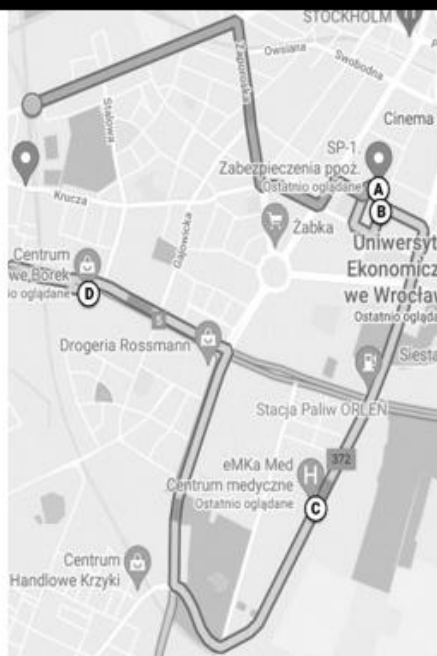 STOCKHOLM
Owsiana
Swobodna
Zaporoska
Stalowa
Cinema
SP-1.
Zabezpieczenia ppoż.
Ostatnio oglądane
A
B
Krucza
Gajowicka
Żabka
Uniwersyt
Ekonomicz
we Wrocław
Ostatnio ogląda
Centrum
we Borek
io oglądane
D
5
Drogeria Rossmann
Siesta
Stacja Paliw ORLEN
372
eMKa Med
Centrum medyczne
Ostatnio oglądane
H
C
Centrum
Handlowe Krzyki